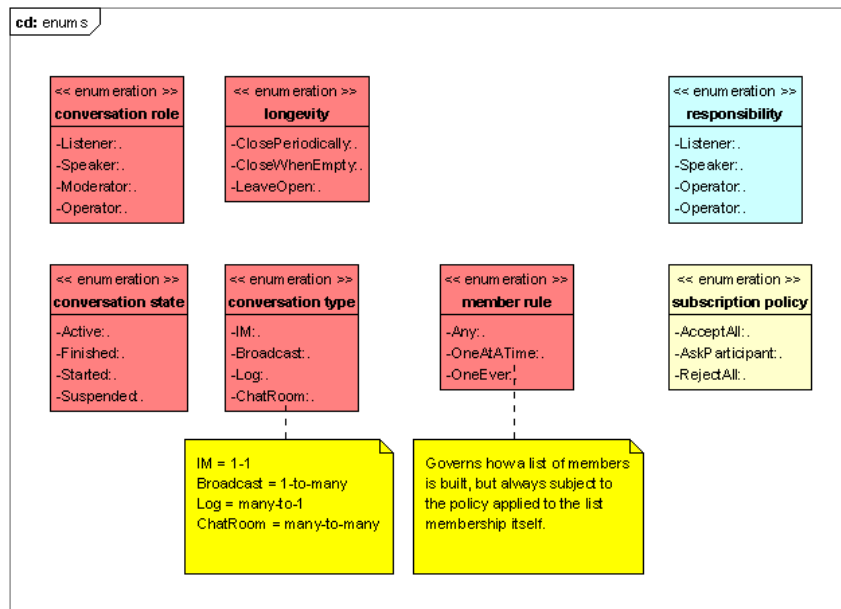 cd: enums
<< enumeration >>
conversation role
-Listener:.
-Speaker:.
-Moderator:.
-Operator:.
<< enumeration >>
longevity
-ClosePeriodically:.
-CloseWhenEmpty:.
-LeaveOpen:.
<< enumeration >>
responsibility
-Listener:.
-Speaker:.
-Operator:.
-Operator:.
<< enumeration >>
conversation state
-Active:.
-Finished:.
-Started:.
-Suspended:.
<< enumeration >>
conversation type
-IM:.
-Broadcast:.
-Log:.
-ChatRoom:.
<< enumeration >>
member rule
-Any:.
-OneAtATime:.
-OneEver:.
<< enumeration >>
subscription policy
-AcceptAll:.
-AskParticipant:.
-RejectAll:.
IM = 1-1
Broadcast = 1-to-many
Log = many-to-1
ChatRoom = many-to-many
Governs how a list of members
is built, but always subject to
the policy applied to the list
membership itself.